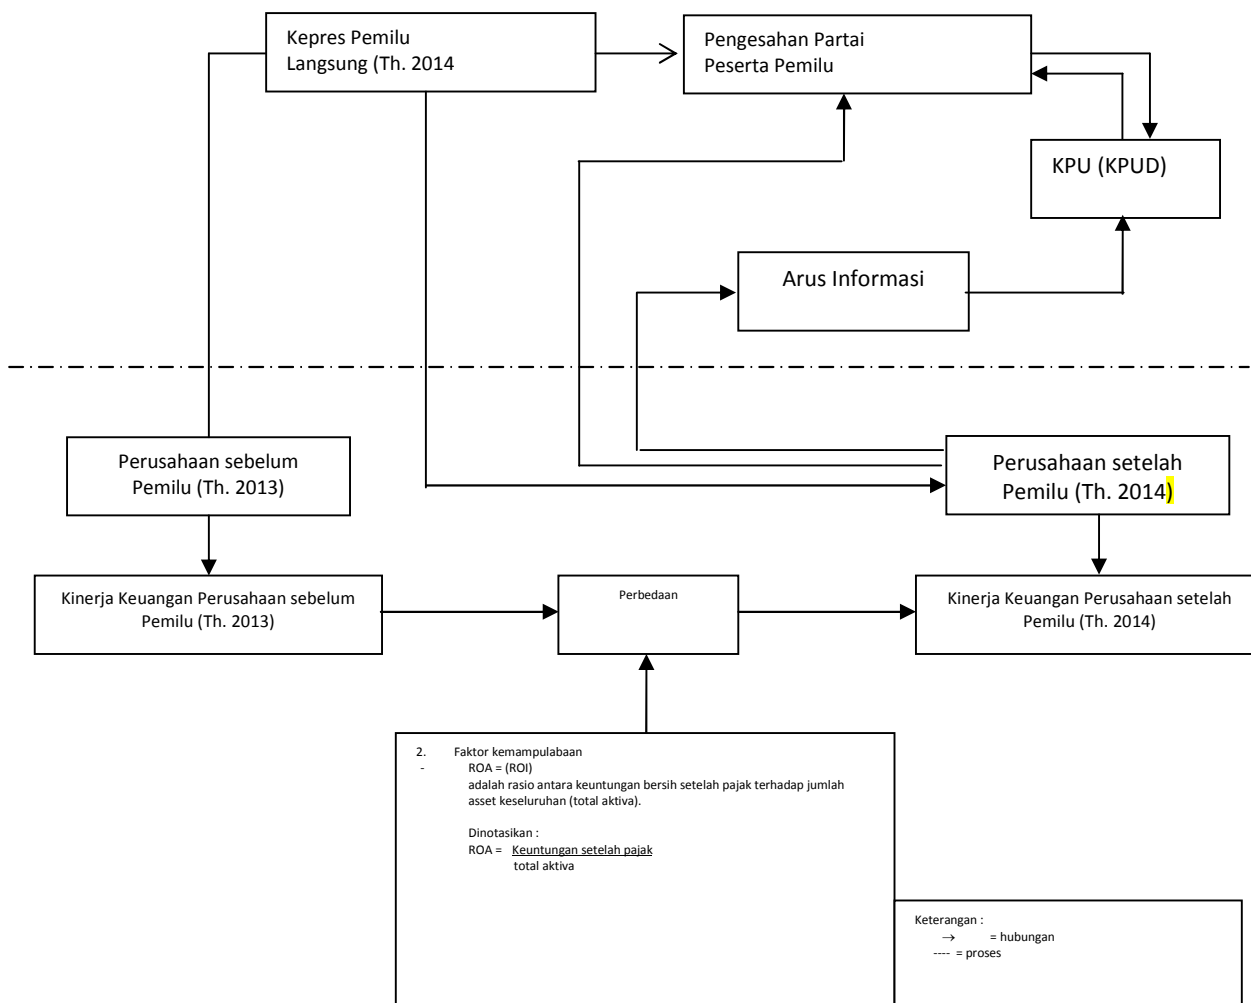 Kepres Pemilu
Langsung (Th. 2014
Pengesahan Partai
Peserta Pemilu
KPU (KPUD)
Arus Informasi
Perusahaan sebelum
Pemilu (Th. 2013)
Perusahaan setelah
Pemilu (Th. 2014)
Kinerja Keuangan Perusahaan sebelum
Pemilu (Th. 2013)
Perbedaan
Kinerja Keuangan Perusahaan setelah
Pemilu (Th. 2014)
2. Faktor kemampulabaan
- ROA = (ROI)
adalah rasio antara keuntungan bersih setelah pajak terhadap jumlah
asset keseluruhan (total aktiva).
Dinotasikan :
ROA = Keuntungan setelah pajak
total aktiva
Keterangan :
→ = hubungan
---- = proses